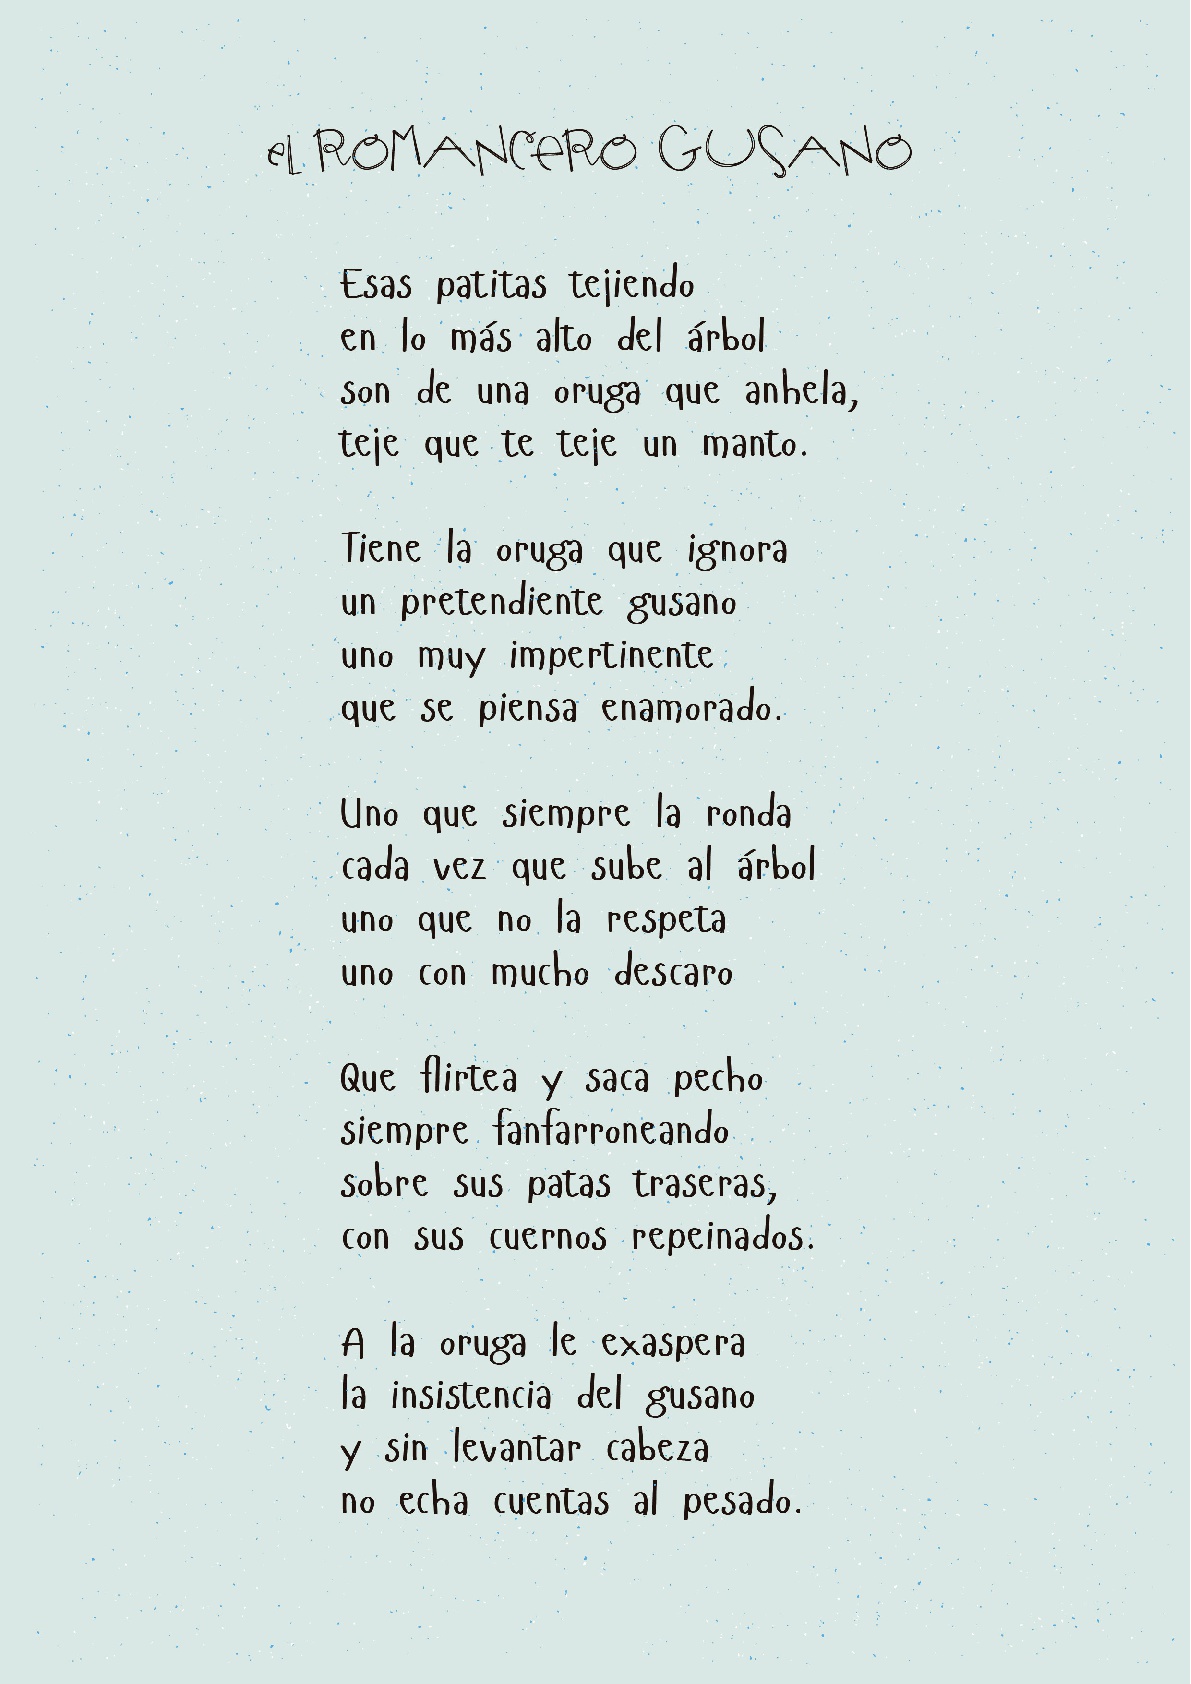 eL ROMANCeRO GUSANO
Esas patitas tejiendo
en lo más alto del árbol
son de una oruga que anhela,
teje que te teje un manto.
Tiene la oruga que ignora
un pretendiente gusano
uno muy impertinente
que se piensa enamorado.
Uno que siempre la ronda
cada vez que sube al árbol
uno que no la respeta
uno con mucho descaro
Que flirtea y saca pecho
siempre fanfarroneando
sobre sus patas traseras,
con sus cuernos repeinados.
A la oruga le exaspera
la insistencia del gusano
y sin levantar cabeza
no echa cuentas al pesado.